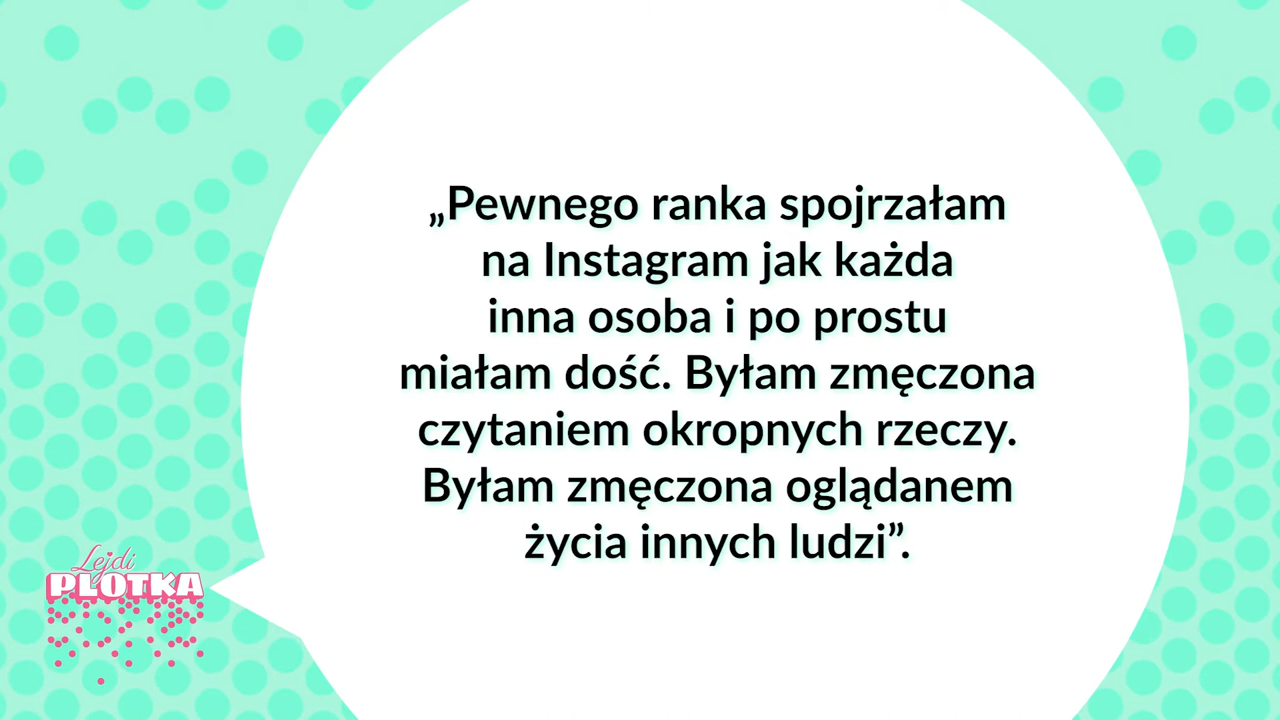 „Pewnego ranka spojrzałam
na Instagram jak każda
inna osoba i po prostu
miałam dość. Byłam zmęczona
czytaniem okropnych rzeczy.
Byłam zmęczona oglądanem
życia innych ludzi”.
Lejdi
PLOTKA